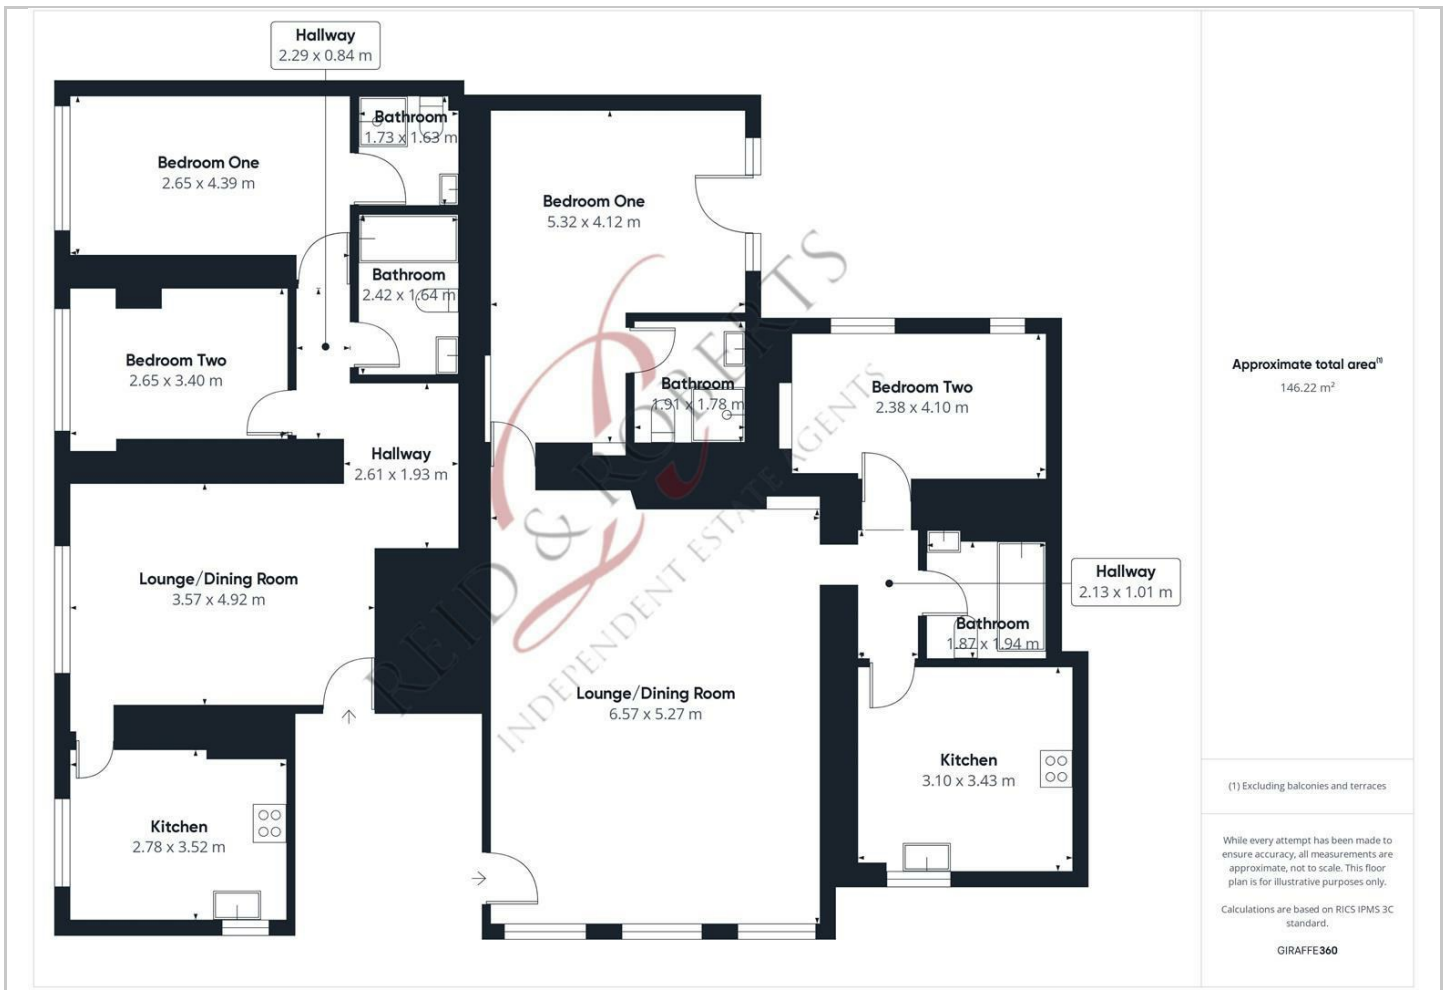 Hallway
2.29 x 0.84 m
Bathroom
1.73 x 1.63 m
Bedroom One
2.65 x 4.39 m
Bedroom One
5.32 x 4.12 m
Bathroom
2.42 x 1.64 m
Bedroom Two
2.65 x 3.40 m
Bathroom
1.91 x 1.78 m
Bedroom Two
2.38 x 4.10 m
Hallway
2.61 x 1.93 m
Lounge/Dining Room
3.57 x 4.92 m
Hallway
2.13 x 1.01 m
Bathroom
1.87 x 1.94 m
Lounge/Dining Room
6.57 x 5.27 m
Kitchen
3.10 x 3.43 m
Kitchen
2.78 x 3.52 m
REID & ROBERTS
INDEPENDENT ESTATE AGENTS
Approximate total area(1)
146.22 m²
(1) Excluding balconies and terraces
While every attempt has been made to
ensure accuracy, all measurements are
approximate, not to scale. This floor
plan is for illustrative purposes only.
Calculations are based on RICS IPMS 3C
standard.
GIRAFFE360